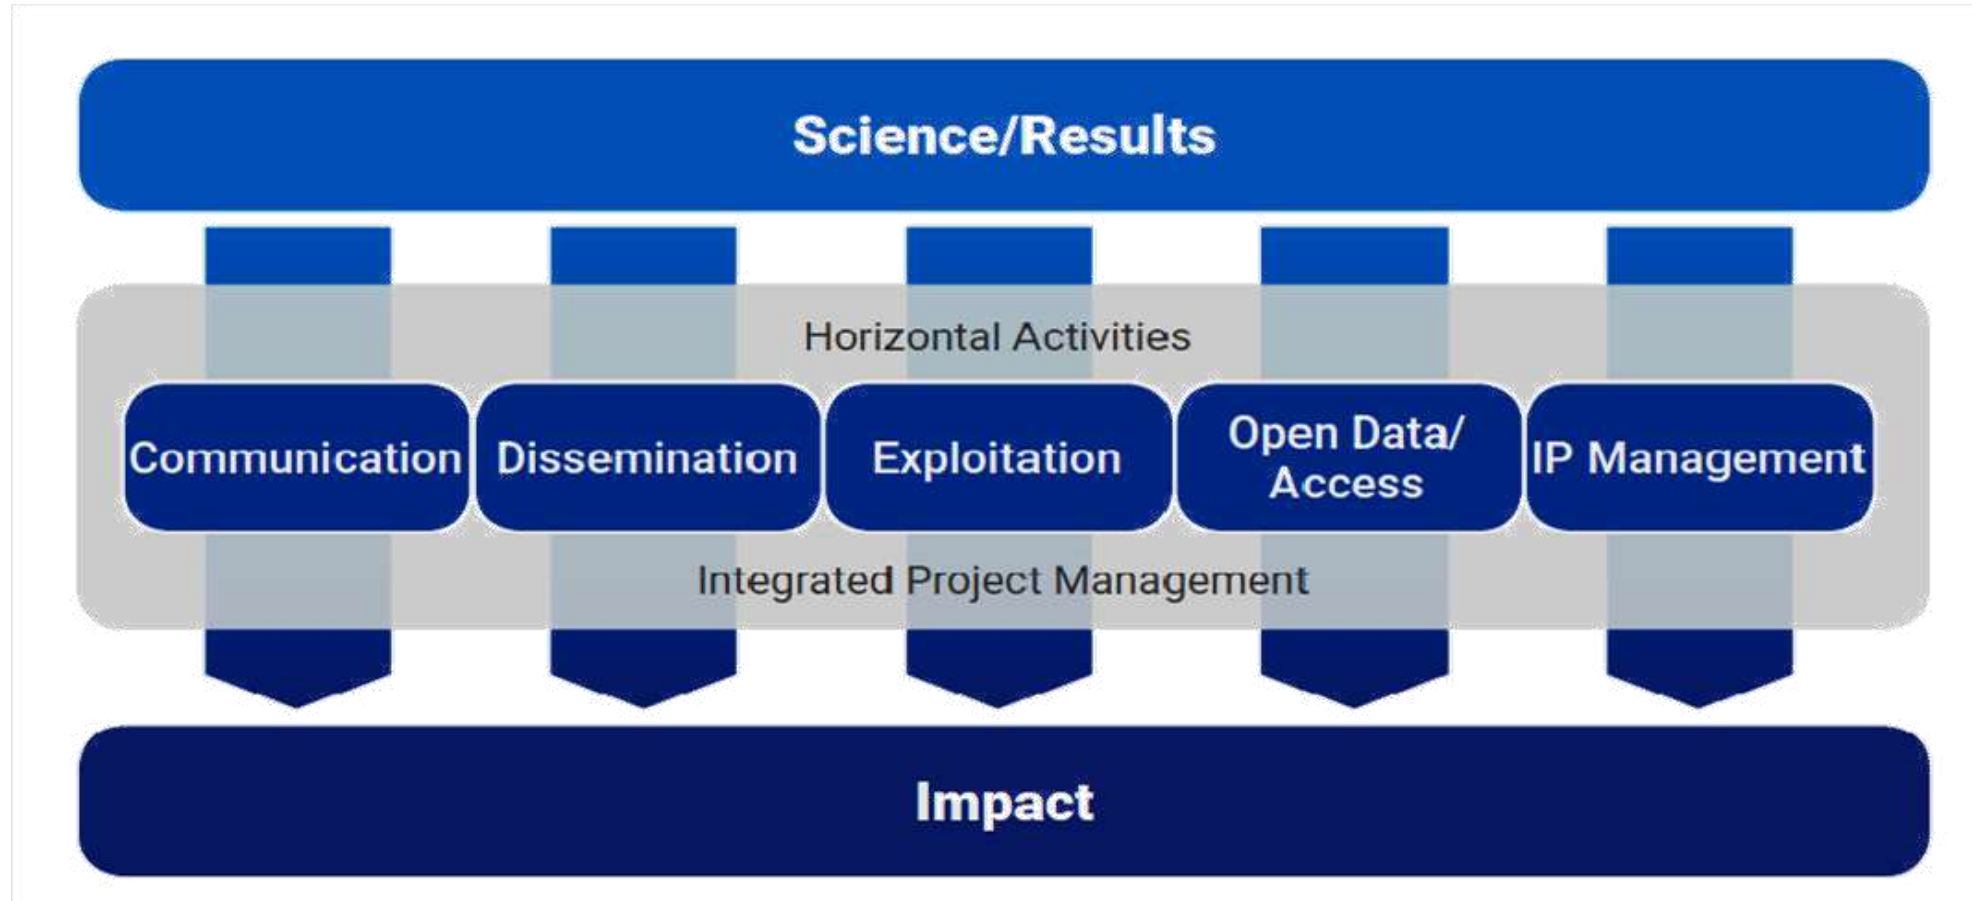 Science/Results
Horizontal Activities
Communication
Dissemination
Exploitation
Open Data/
Access
IP Management
Integrated Project Management
Impact